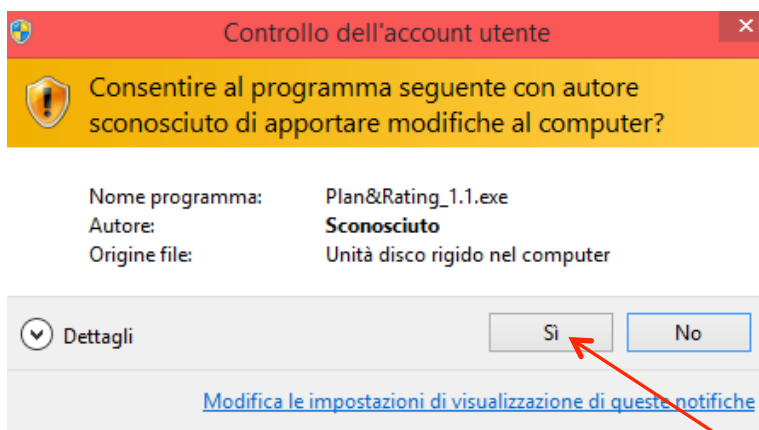 Controllo dell'account utente
Consentire al programma seguente con autore
sconosciuto di apportare modifiche al computer?
Nome programma: Plan&Rating_1.1.exe
Autore: Sconosciuto
Origine file: Unità disco rigido nel computer
Dettagli Sì No
Modifica le impostazioni di visualizzazione di queste notifiche